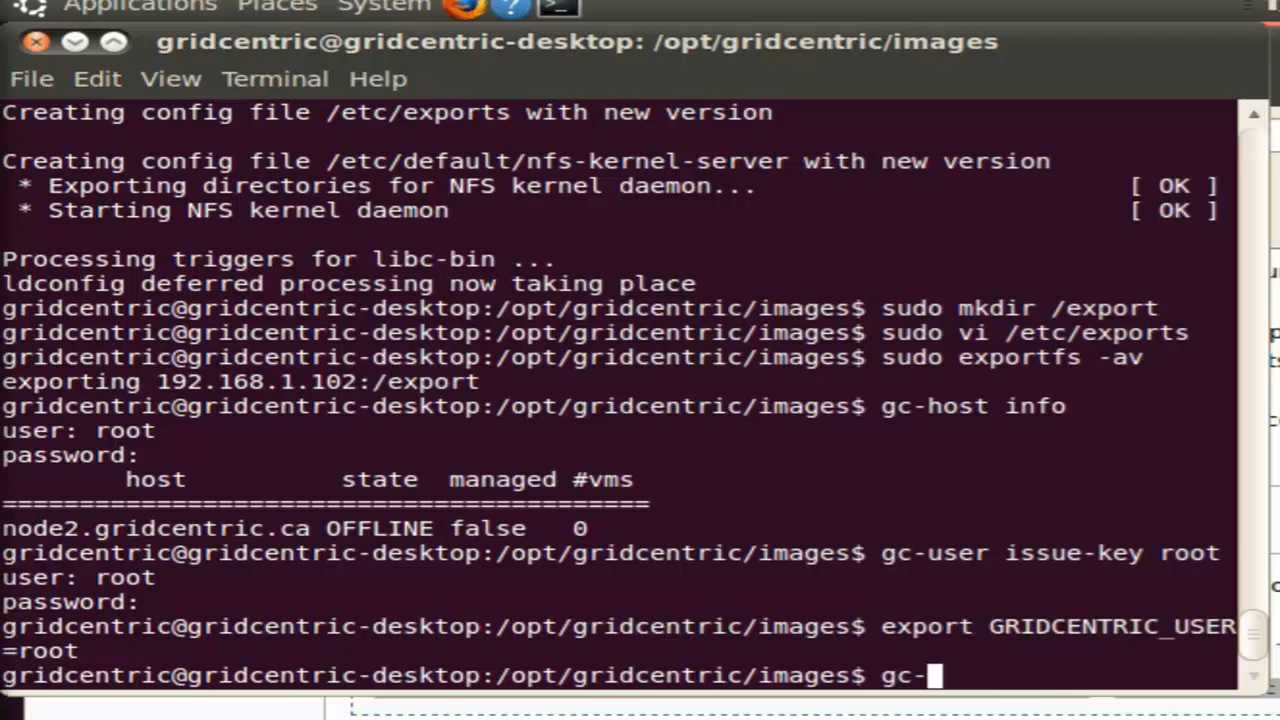 Applications Places System
gridcentric@gridcentric-desktop: /opt/gridcentric/images
File Edit View Terminal Help
Creating config file /etc/exports with new version
Creating config file /etc/default/nfs-kernel-server with new version
* Exporting directories for NFS kernel daemon... [ OK ]
* Starting NFS kernel daemon [ OK ]
Processing triggers for libc-bin ...
ldconfig deferred processing now taking place
gridcentric@gridcentric-desktop:/opt/gridcentric/images$ sudo mkdir /export
gridcentric@gridcentric-desktop:/opt/gridcentric/images$ sudo vi /etc/exports
gridcentric@gridcentric-desktop:/opt/gridcentric/images$ sudo exportfs -av
exporting 192.168.1.102:/export
gridcentric@gridcentric-desktop:/opt/gridcentric/images$ gc-host info
user: root
password:
host state managed #vms
==========================================
node2.gridcentric.ca OFFLINE false 0
gridcentric@gridcentric-desktop:/opt/gridcentric/images$ gc-user issue-key root
user: root
password:
gridcentric@gridcentric-desktop:/opt/gridcentric/images$ export GRIDCENTRIC_USER
=root
gridcentric@gridcentric-desktop:/opt/gridcentric/images$ gc-